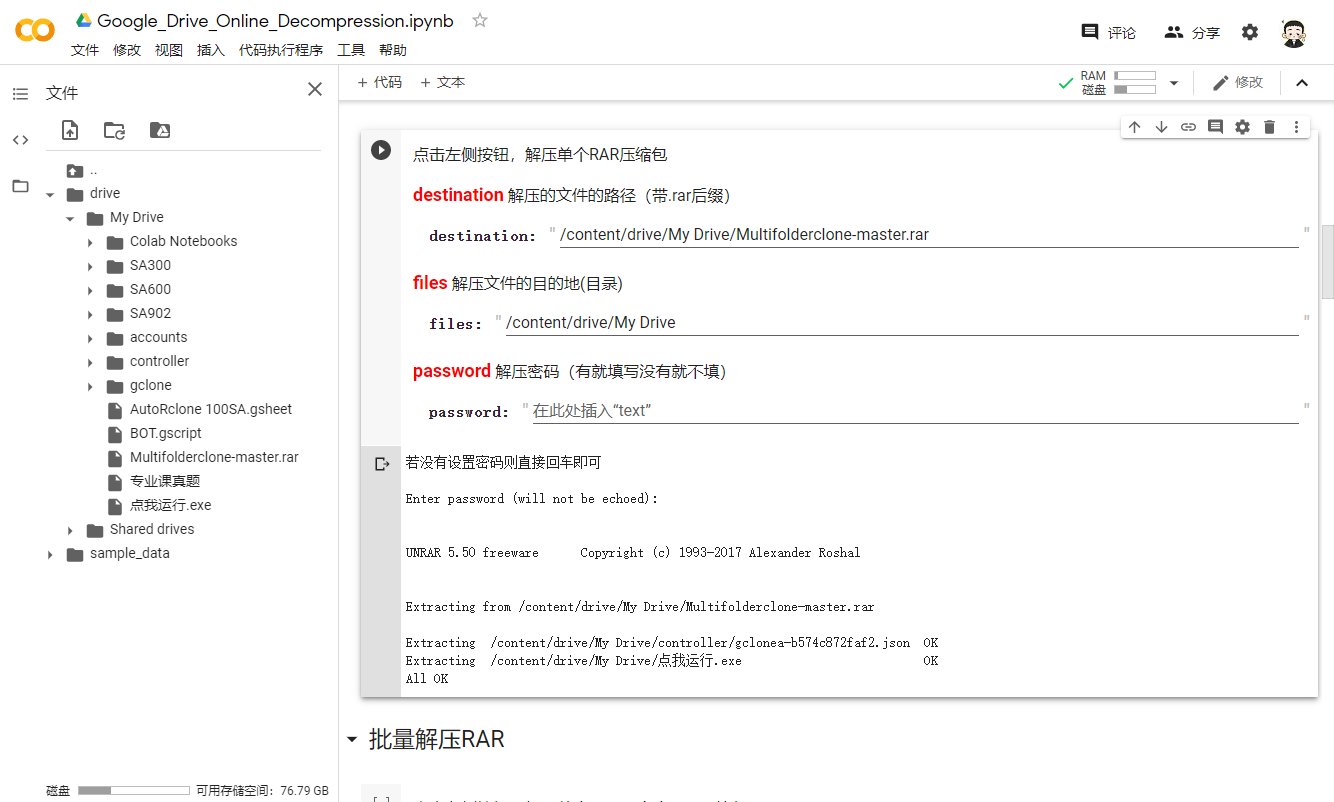 Google_Drive_Online_Decompression.ipynb
文件 修改 视图 插入 代码执行程序 工具 帮助
评论 分享
文件
+ 代码 + 文本
RAM
磁盘
修改
..
drive
My Drive
Colab Notebooks
SA300
SA600
SA902
accounts
controller
gclone
AutoRclone 100SA.gsheet
BOT.gscript
Multifolderclone-master.rar
专业课真题
点我运行.exe
Shared drives
sample_data
磁盘 可用存储空间：76.79 GB
点击左侧按钮，解压单个RAR压缩包
destination 解压的文件的路径（带.rar后缀）
destination: "/content/drive/My Drive/Multifolderclone-master.rar"
files 解压文件的目的地(目录)
files: "/content/drive/My Drive"
password 解压密码（有就填写没有就不填）
password: "在此处插入“text”"
若没有设置密码则直接回车即可
Enter password (will not be echoed):
UNRAR 5.50 freeware Copyright (c) 1993-2017 Alexander Roshal
Extracting from /content/drive/My Drive/Multifolderclone-master.rar
Extracting /content/drive/My Drive/controller/gclonea-b574c872faf2.json OK
Extracting /content/drive/My Drive/点我运行.exe OK
All OK
批量解压RAR